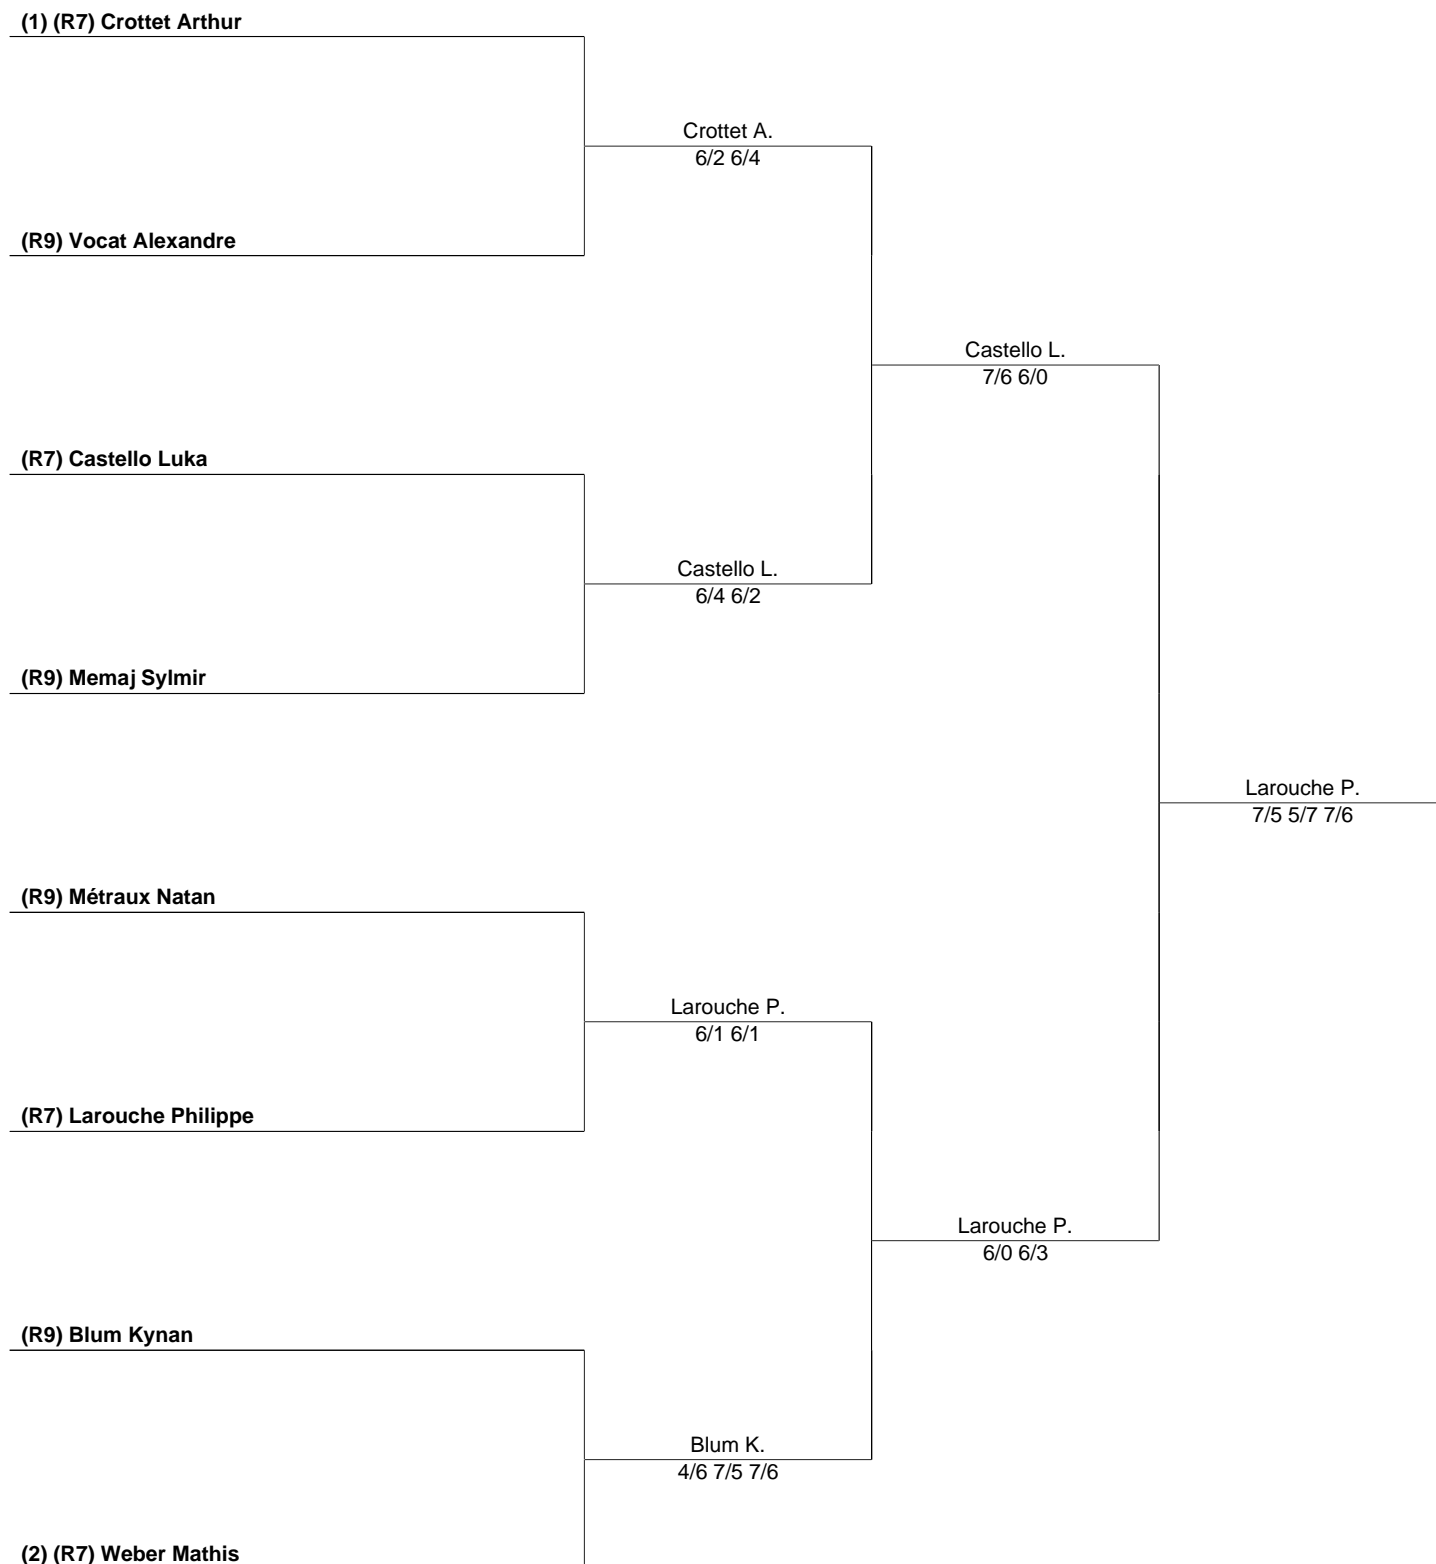 (1) (R7) Crottet Arthur
Crottet A.
6/2 6/4
(R9) Vocat Alexandre
Castello L.
7/6 6/0
(R7) Castello Luka
Castello L.
6/4 6/2
(R9) Memaj Sylmir
Larouche P.
7/5 5/7 7/6
(R9) Métraux Natan
Larouche P.
6/1 6/1
(R7) Larouche Philippe
Larouche P.
6/0 6/3
(R9) Blum Kynan
Blum K.
4/6 7/5 7/6
(2) (R7) Weber Mathis